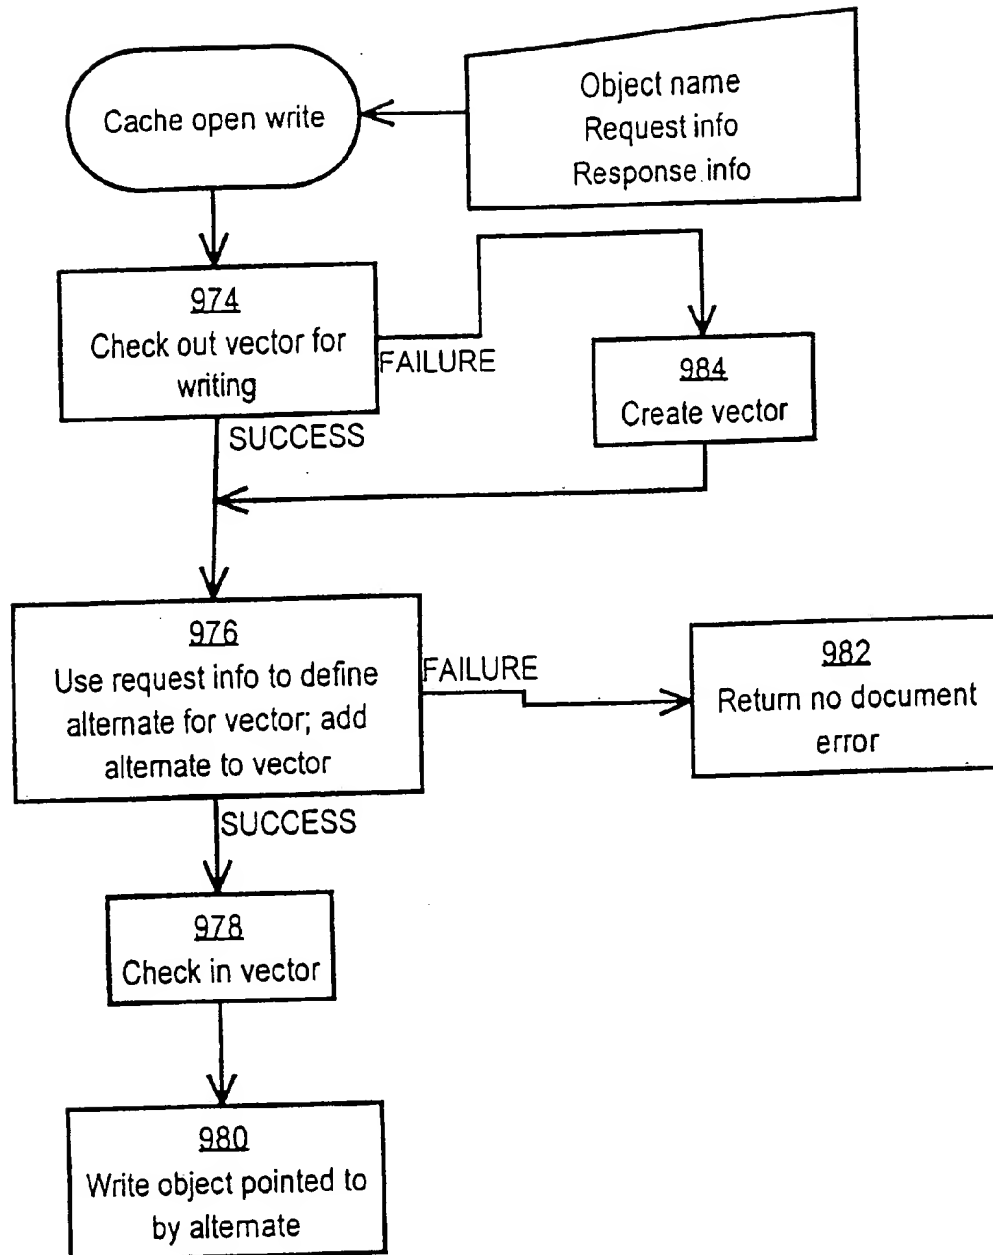 Cache open write
Object name
Request info
Response info
974
Check out vector for
writing
FAILURE
984
Create vector
SUCCESS
976
Use request info to define
alternate for vector; add
alternate to vector
FAILURE
982
Return no document
error
SUCCESS
978
Check in vector
980
Write object pointed to
by alternate